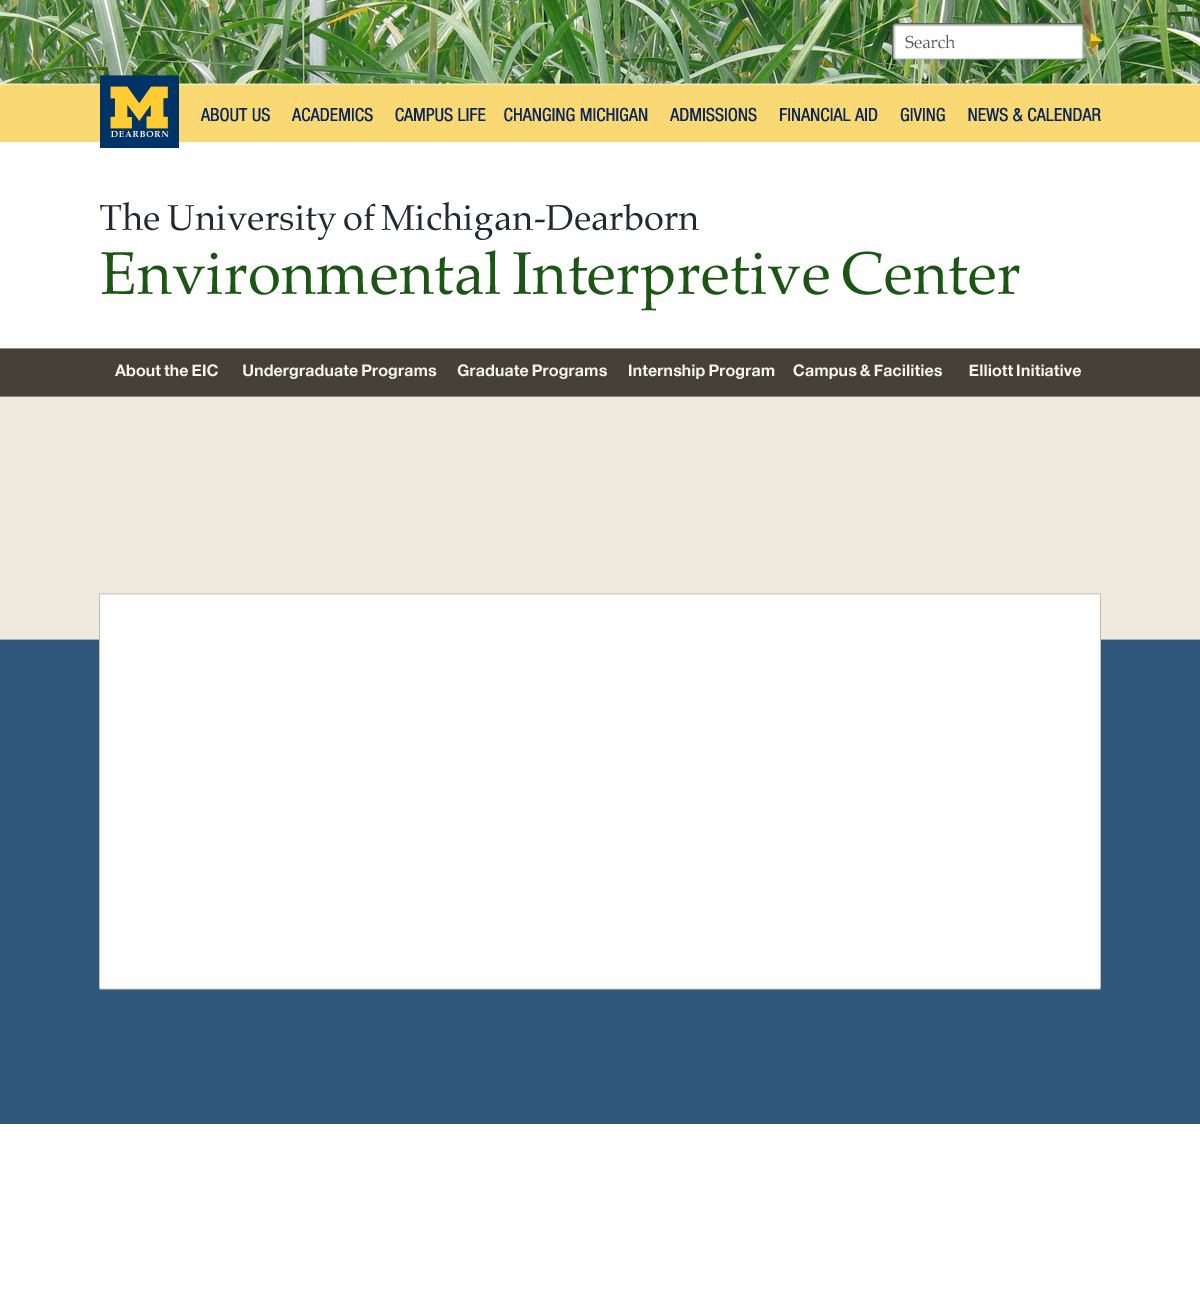 Search
M
DEARBORN
ABOUT US ACADEMICS CAMPUS LIFE CHANGING MICHIGAN ADMISSIONS FINANCIAL AID GIVING NEWS & CALENDAR
The University of Michigan-Dearborn
Environmental Interpretive Center
About the EIC Undergraduate Programs Graduate Programs Internship Program Campus & Facilities Elliott Initiative